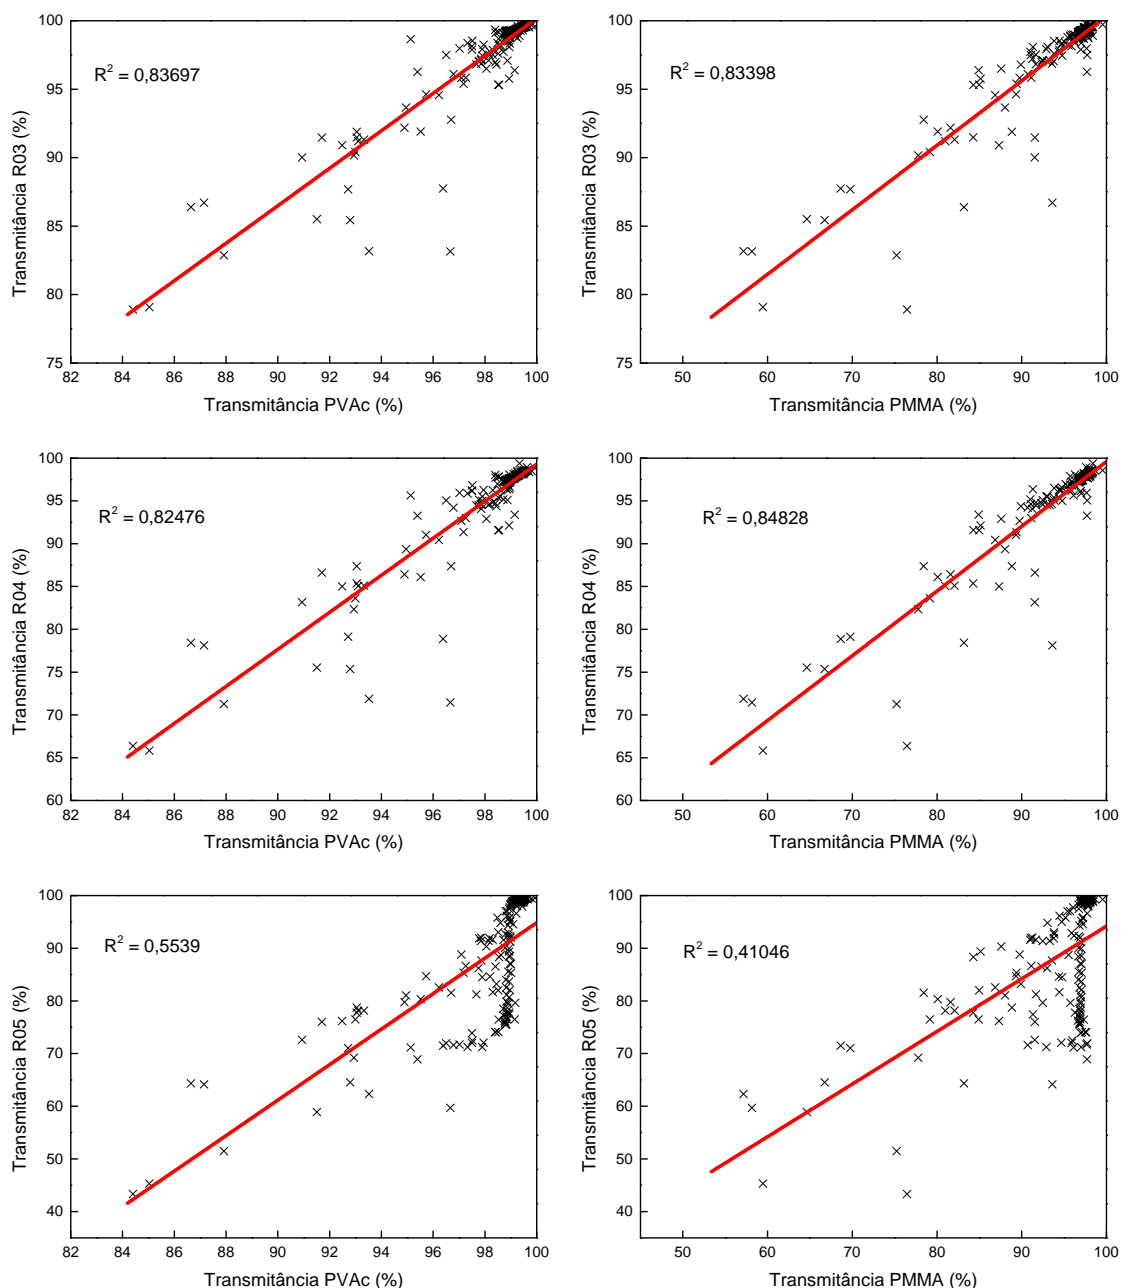 100
95
90
85
80
75
Transmitância R03 (%)
R² = 0,83697
82 84 86 88 90 92 94 96 98 100
Transmitância PVAc (%)
100
95
90
85
80
75
Transmitância R03 (%)
R² = 0,83398
50 60 70 80 90 100
Transmitância PMMA (%)
100
95
90
85
80
75
70
65
60
Transmitância R04 (%)
R² = 0,82476
82 84 86 88 90 92 94 96 98 100
Transmitância PVAc (%)
100
95
90
85
80
75
70
65
60
Transmitância R04 (%)
R² = 0,84828
50 60 70 80 90 100
Transmitância PMMA (%)
100
90
80
70
60
50
40
Transmitância R05 (%)
R² = 0,5539
82 84 86 88 90 92 94 96 98 100
Transmitância PVAc (%)
100
90
80
70
60
50
40
Transmitância R05 (%)
R² = 0,41046
50 60 70 80 90 100
Transmitância PMMA (%)